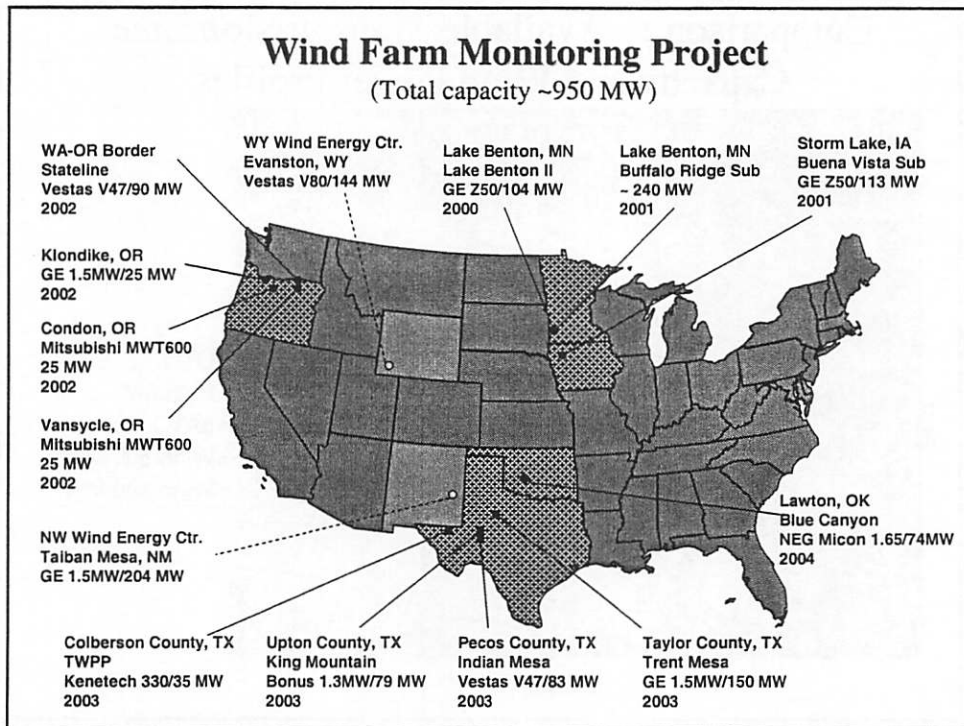 Wind Farm Monitoring Project
(Total capacity ~950 MW)
WA-OR Border
Stateline
Vestas V47/90 MW
2002
WY Wind Energy Ctr.
Evanston, WY
Vestas V80/144 MW
Lake Benton, MN
Lake Benton II
GE Z50/104 MW
2000
Lake Benton, MN
Buffalo Ridge Sub
~ 240 MW
2001
Storm Lake, IA
Buena Vista Sub
GE Z50/113 MW
2001
Klondike, OR
GE 1.5MW/25 MW
2002
Condon, OR
Mitsubishi MWT600
25 MW
2002
Vansycle, OR
Mitsubishi MWT600
25 MW
2002
NW Wind Energy Ctr.
Taiban Mesa, NM
GE 1.5MW/204 MW
Lawton, OK
Blue Canyon
NEG Micon 1.65/74MW
2004
Colberson County, TX
TWPP
Kenetech 330/35 MW
2003
Upton County, TX
King Mountain
Bonus 1.3MW/79 MW
2003
Pecos County, TX
Indian Mesa
Vestas V47/83 MW
2003
Taylor County, TX
Trent Mesa
GE 1.5MW/150 MW
2003